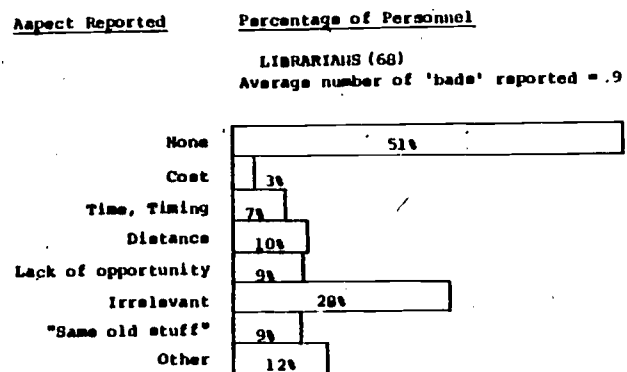 Aspect Reported Percentage of Personnel
LIBRARIANS (68)
Average number of 'bads' reported = .9
None 51%
Cost 3%
Time, Timing 7%
Distance 10%
Lack of opportunity 9%
Irrelevant 28%
"Same old stuff" 9%
Other 12%